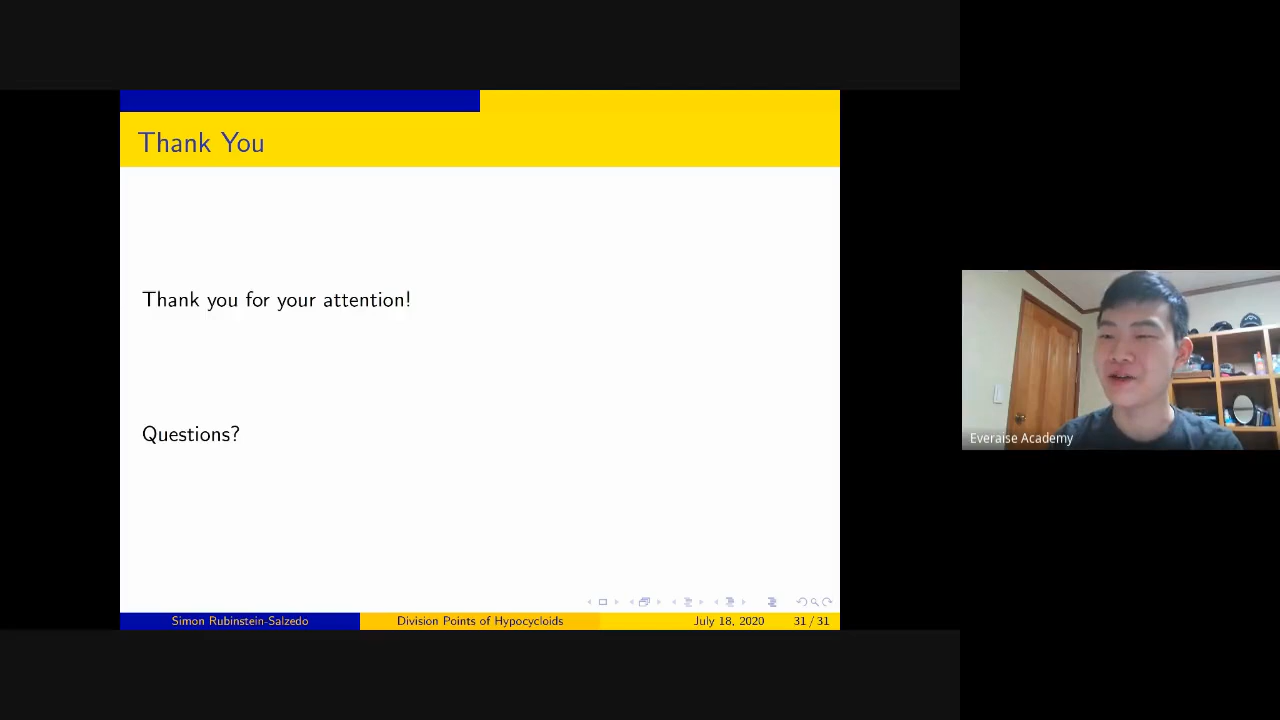 Thank You
Thank you for your attention!
Questions?
Everaise Academy
Simon Rubinstein-Salzedo
Division Points of Hypocycloids
July 18, 2020
31 / 31